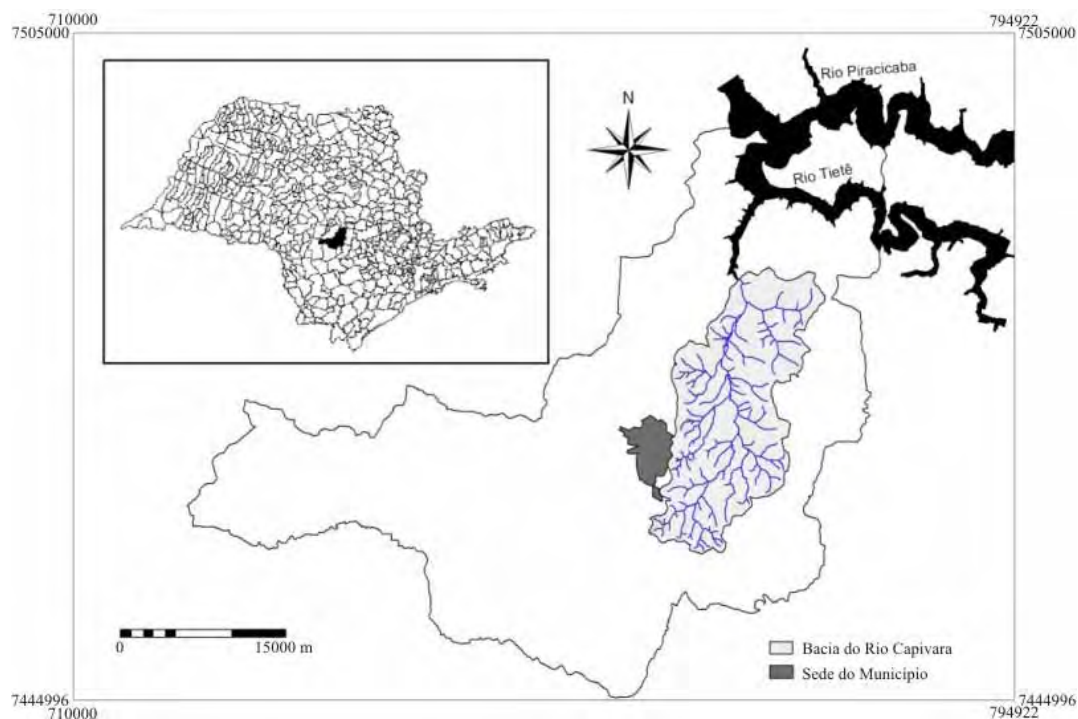 710000
794922
7505000
7505000
Rio Piracicaba
N
Rio Tietê
0
15000 m
Bacia do Rio Capivara
Sede do Município
7444996
7444996
710000
794922